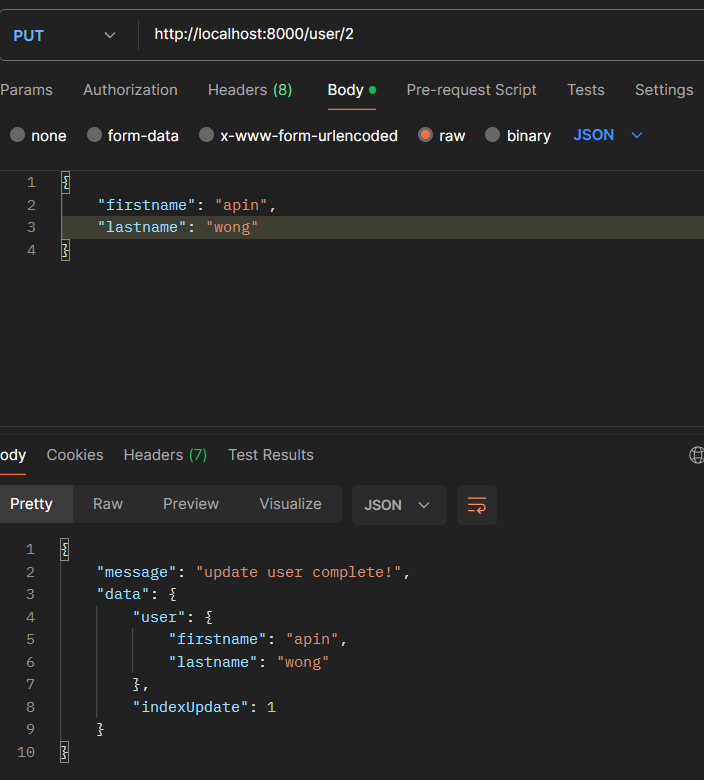 PUT http://localhost:8000/user/2
Params Authorization Headers (8) Body Pre-request Script Tests Settings
none form-data x-www-form-urlencoded raw binary JSON
1 {
2 "firstname": "apin",
3 "lastname": "wong"
4 }
ody Cookies Headers (7) Test Results
Pretty Raw Preview Visualize JSON
1 {
2 "message": "update user complete!",
3 "data": {
4 "user": {
5 "firstname": "apin",
6 "lastname": "wong"
7 },
8 "indexUpdate": 1
9 }
10 }